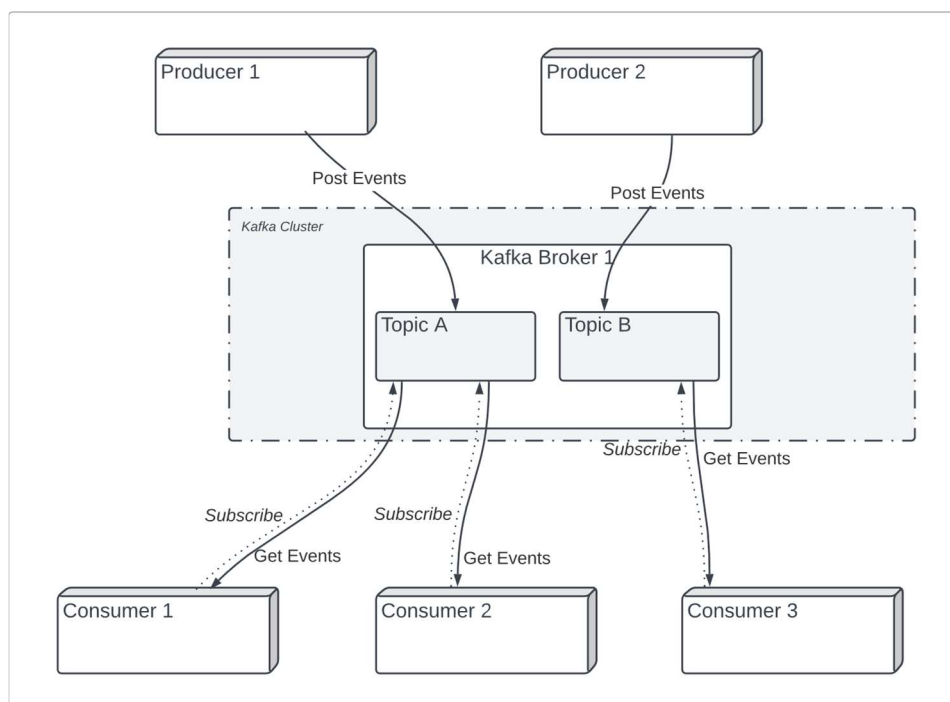 Producer 1
Producer 2
Post Events
Post Events
Kafka Cluster
Kafka Broker 1
Topic A
Topic B
Subscribe
Get Events
Subscribe
Subscribe
Get Events
Get Events
Consumer 1
Consumer 2
Consumer 3